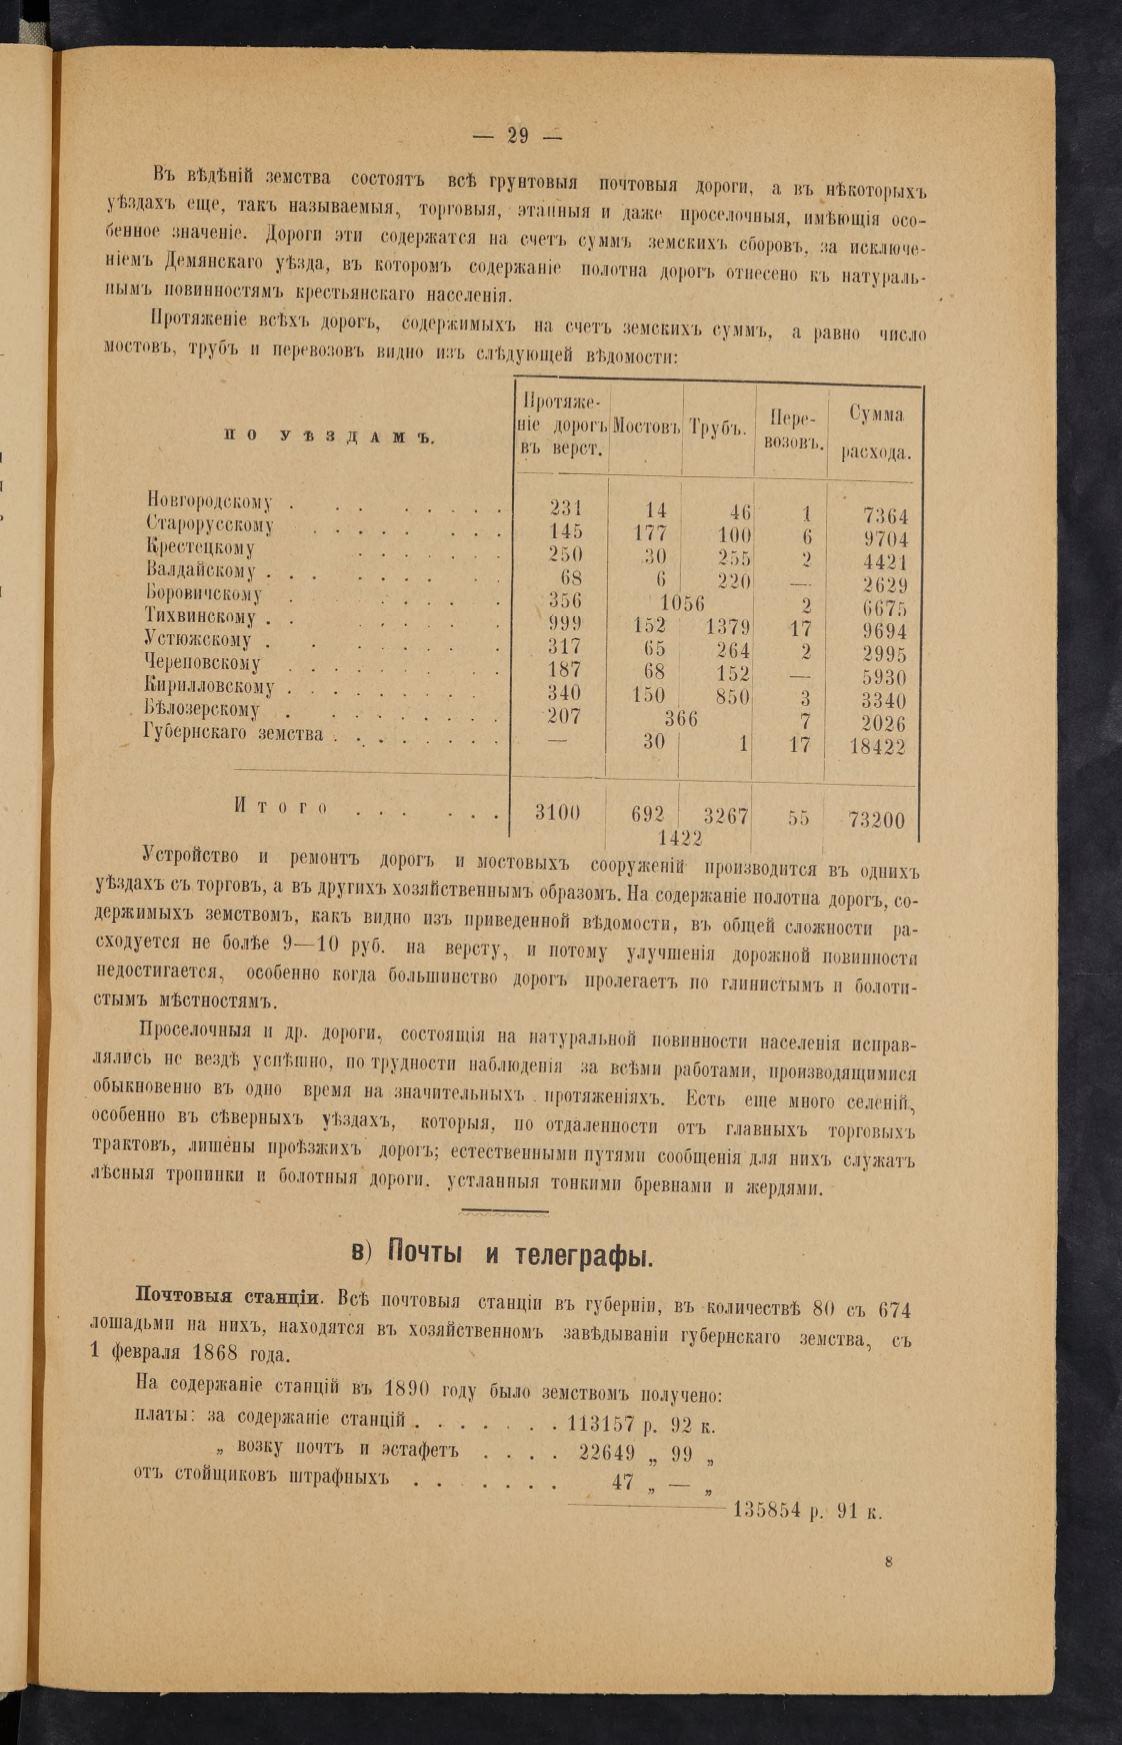 — 29 —
Въ вѣдѣній земства состоятъ всѣ грунтовыя почтовыя дороги, а въ нѣкоторыхъ
уѣздахъ еще, такъ называемыя, торговыя, этапныя и даже проселочныя, имѣющія осо-
бенное значеніе. Дороги эти содержатся на счетъ суммъ земскихъ сборовъ, за исключе-
ніемъ Демянскаго уѣзда, въ которомъ содержаніе полотна дорогъ отнесено къ натураль-
нымъ повинностямъ крестьянскаго населенія.
Протяженіе всѣхъ дорогъ, содержимыхъ на счетъ земскихъ суммъ, а равно число
мостовъ, трубъ и перевозовъ видно изъ слѣдующей вѣдомости:
ПО УѢЗДАМЪ. Протяже-ніе дорогъ въ верст. Мостовъ Трубъ. Пере-возовъ. Сумма расхода.
Новгородскому . . . . . . . . 231 14 46 1 7364
Старорусскому . . . . . . . . 145 177 100 6 9704
Крестецкому . . . . . . . 250 30 255 2 4421
Валдайскому . . . . . . . . . 68 6 220 — 2629
Боровичскому . . . . . . 356 1056 2 6675
Тихвинскому . . . . . . . 999 152 1379 17 9694
Устюжскому . . . . . . . . 317 65 264 2 2995
Череповскому . . . . . . . . 187 68 152 — 5930
Кирилловскому . . . . . . . . . 340 150 850 3 3340
Бѣлозерскому . . . . . . . . . 207 366 7 2026
Губернскаго земства . . . . . . . . — 30 1 17 18422
Итого . . . . . . 3100 692 3267 55 73200
1422
Устройство и ремонтъ дорогъ и мостовыхъ сооруженій производится въ однихъ
уѣздахъ съ торговъ, а въ другихъ хозяйственнымъ образомъ. На содержаніе полотна дорогъ, со-
держимыхъ земствомъ, какъ видно изъ приведенной вѣдомости, въ общей сложности ра-
сходуется не болѣе 9—10 руб. на версту, и потому улучшенія дорожной повинности
недостигается, особенно когда большинство дорогъ пролегаетъ по глинистымъ и болоти-
стымъ мѣстностямъ.
Проселочныя и др. дороги, состоящія на натуральной повинности населенія исправ-
лялись не вездѣ успѣшно, по трудности наблюденія за всѣми работами, производящимися
обыкновенно въ одно время на значительныхъ протяженіяхъ. Есть еще много селеній,
особенно въ сѣверныхъ уѣздахъ, которыя, по отдаленности отъ главныхъ торговыхъ
трактовъ, лишены проѣзжихъ дорогъ; естественными путями сообщенія для нихъ служатъ
лѣсныя тропинки и болотныя дороги. устланныя тонкими бревнами и жердями.
в) Почты и телеграфы.
Почтовыя станціи. Всѣ почтовыя станціи въ губерніи, въ количествѣ 80 съ 674
лошадьми на нихъ, находятся въ хозяйственномъ завѣдываніи губернскаго земства, съ
1 февраля 1868 года.
На содержаніе станцій въ 1890 году было земствомъ получено:
платы: за содержаніе станцій . . . . . . . 113157 р. 92 к.
„ возку почтъ и эстафетъ . . . . 22649 „ 99 „
отъ стойщиковъ штрафныхъ . . . . . . 47 „ — „
135854 р. 91 к.
8